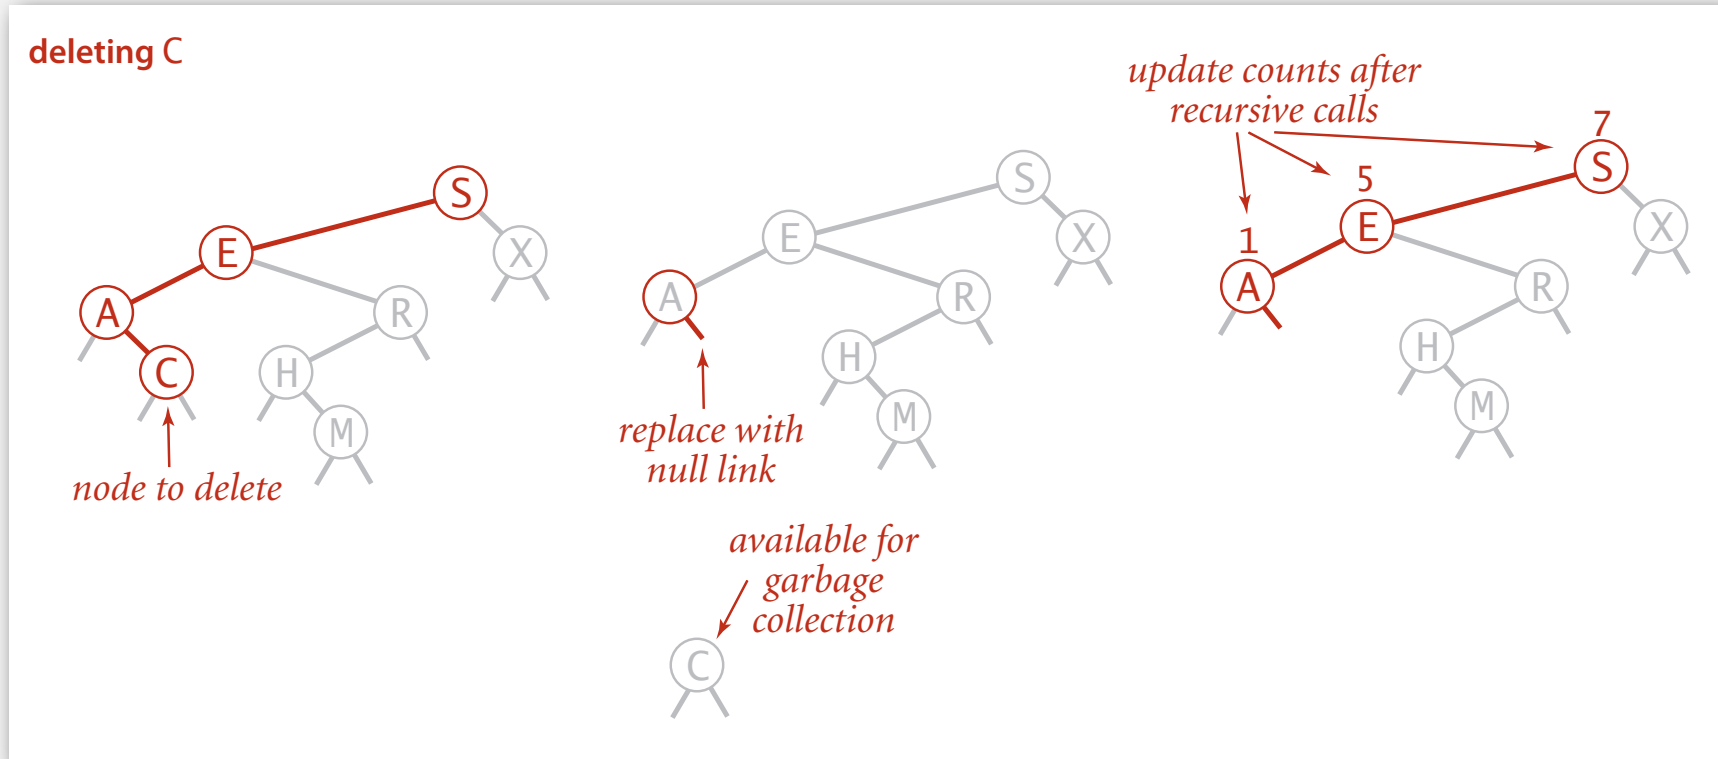 deleting C
S
E
X
A
R
C
H
M
node to delete
S
E
X
A
R
H
M
replace with
null link
available for
garbage
collection
C
update counts after
recursive calls
7
S
5
E
X
1
A
R
H
M